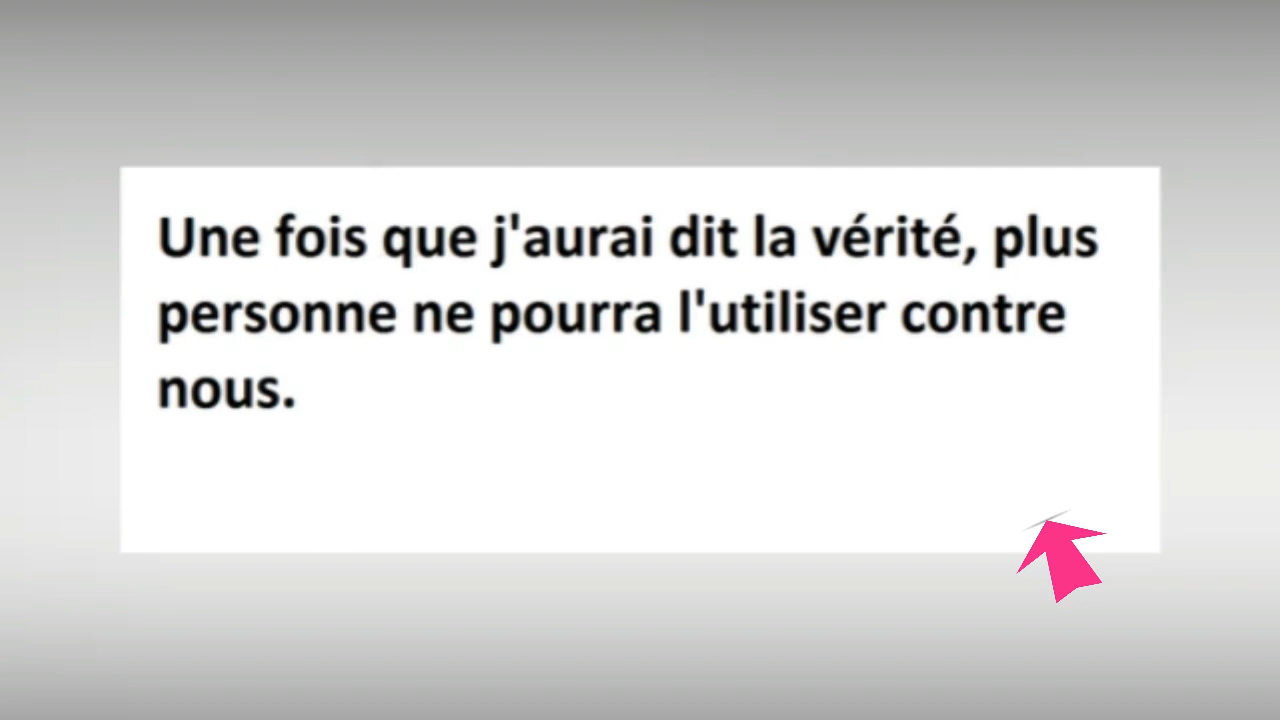 Une fois que j'aurai dit la vérité, plus
personne ne pourra l'utiliser contre
nous.